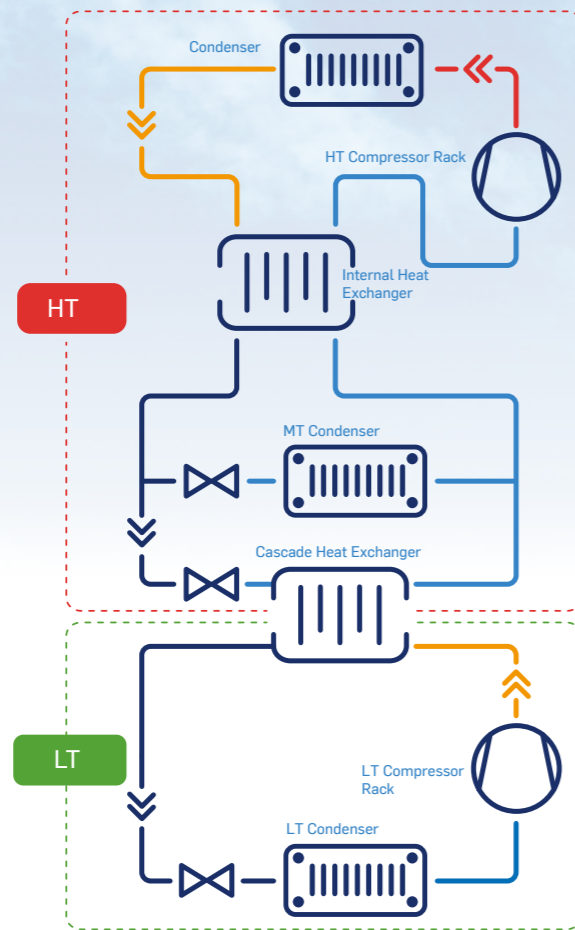 Condenser
HT Compressor Rack
Internal Heat
Exchanger
HT
MT Condenser
Cascade Heat Exchanger
LT
LT Compressor
Rack
LT Condenser